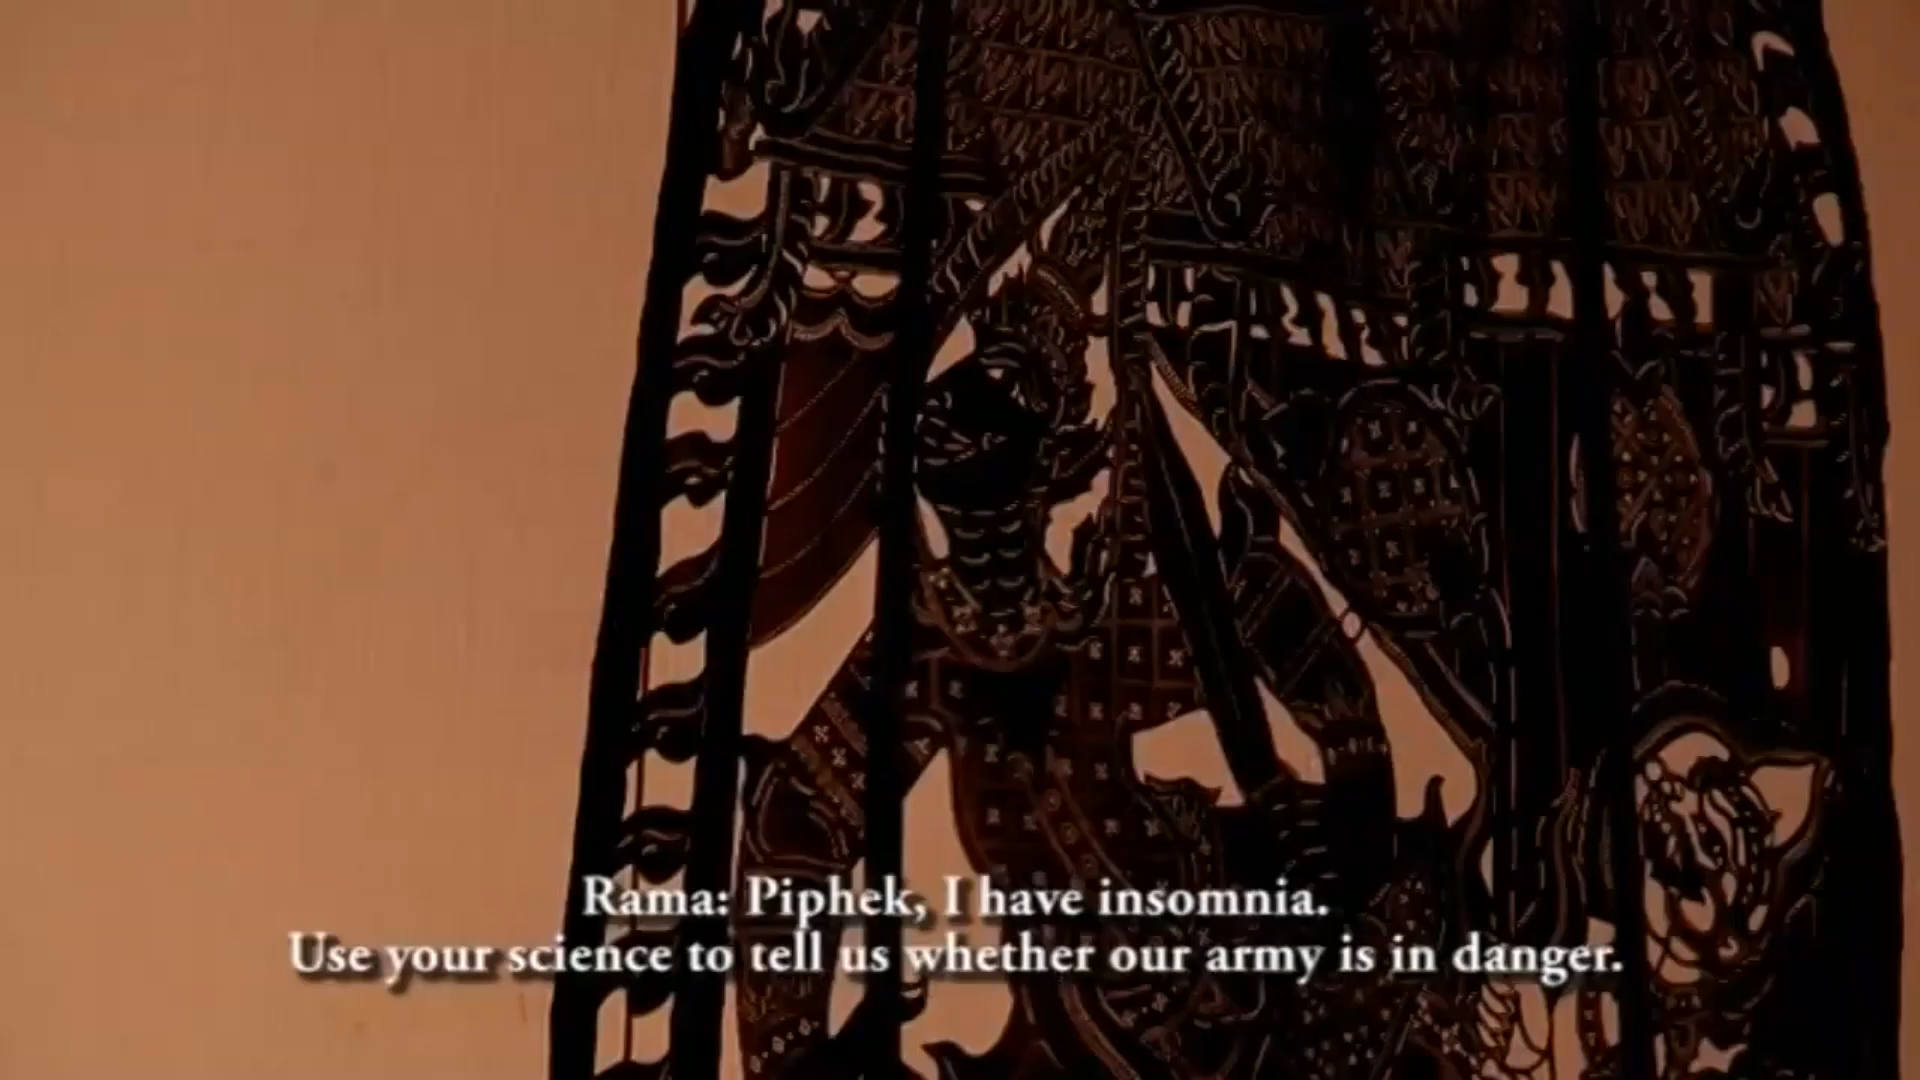 Rama: Piphek, I have insomnia.
Use your science to tell us whether our army is in danger.